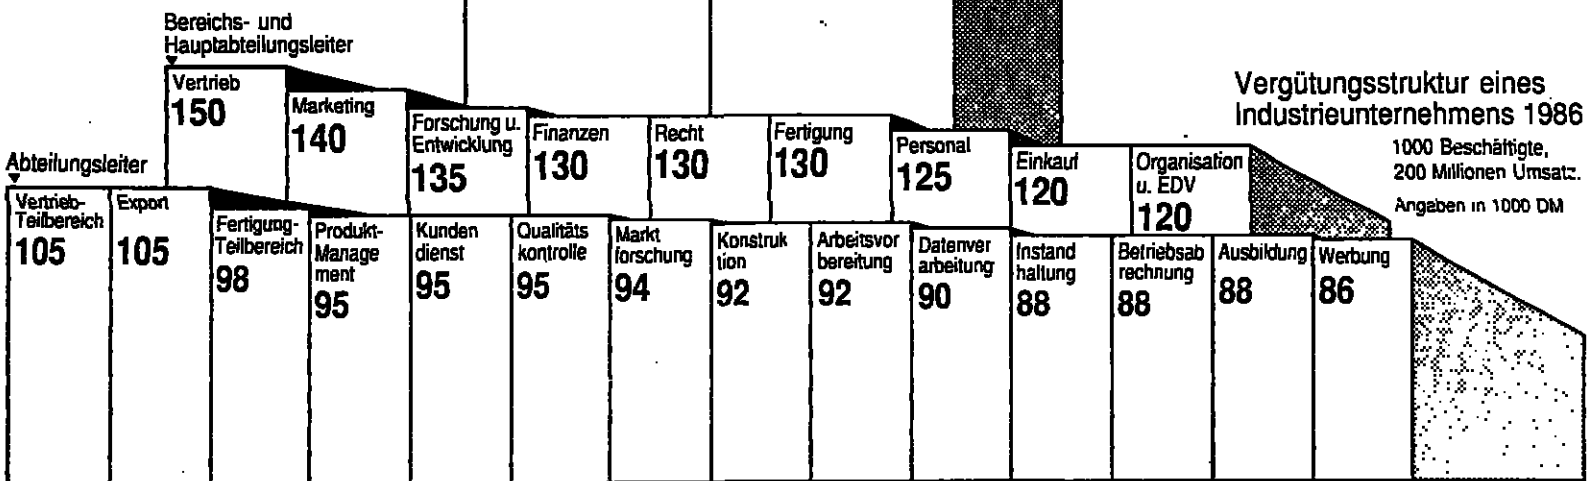 Bereichs- und
Hauptabteilungsleiter
Vertrieb
150
Marketing
140
Forschung u.
Entwicklung
135
Finanzen
130
Recht
130
Fertigung
130
Personal
125
Einkauf
120
Organisation
u. EDV
120
Vergütungsstruktur eines
Industrieunternehmens 1986
1000 Beschäftigte,
200 Millionen Umsatz.
Angaben in 1000 DM
Abteilungsleiter
Vertrieb-
Teilbereich
105
Export
105
Fertigung-
Teilbereich
98
Produkt-
Manage
ment
95
Kunden
dienst
95
Qualitäts
kontrolle
95
Markt
forschung
94
Konstruk
tion
92
Arbeitsvor
bereitung
92
Datenver
arbeitung
90
Instand
haltung
88
Betriebsab
rechnung
88
Ausbildung
88
Werbung
86